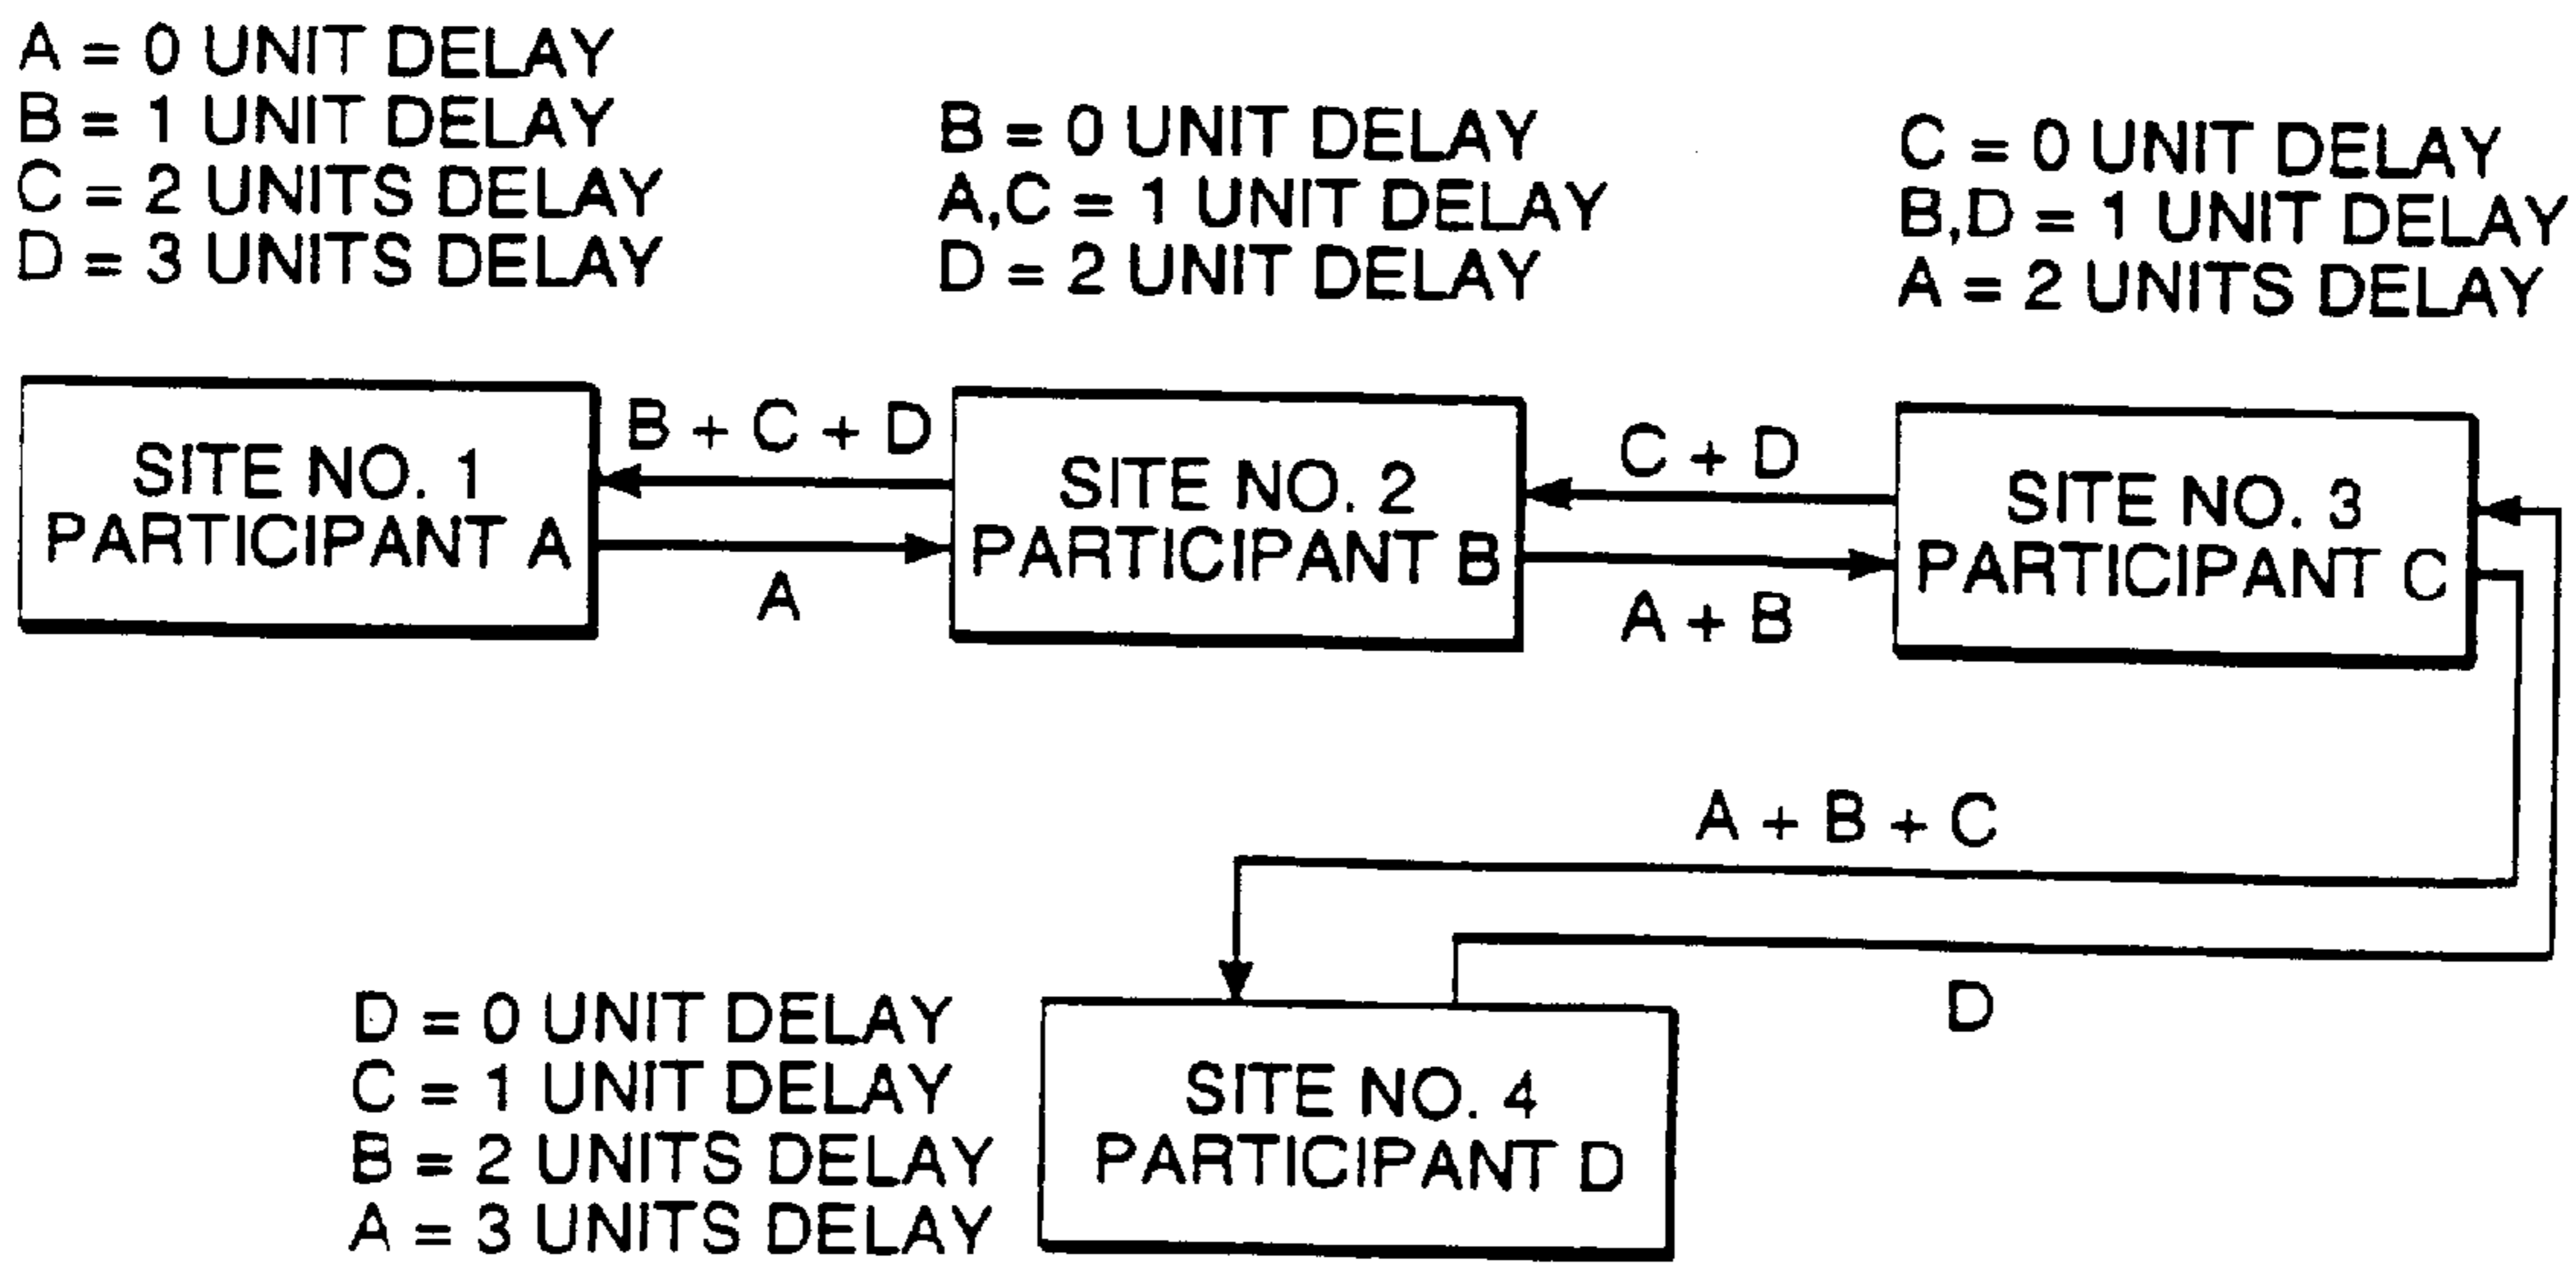 A = 0 UNIT DELAY
B = 1 UNIT DELAY
C = 2 UNITS DELAY
D = 3 UNITS DELAY
B = 0 UNIT DELAY
A,C = 1 UNIT DELAY
D = 2 UNIT DELAY
C = 0 UNIT DELAY
B,D = 1 UNIT DELAY
A = 2 UNITS DELAY
SITE NO. 1
PARTICIPANT A
B + C + D
A
SITE NO. 2
PARTICIPANT B
C + D
A + B
SITE NO. 3
PARTICIPANT C
A + B + C
D
D = 0 UNIT DELAY
C = 1 UNIT DELAY
B = 2 UNITS DELAY
A = 3 UNITS DELAY
SITE NO. 4
PARTICIPANT D